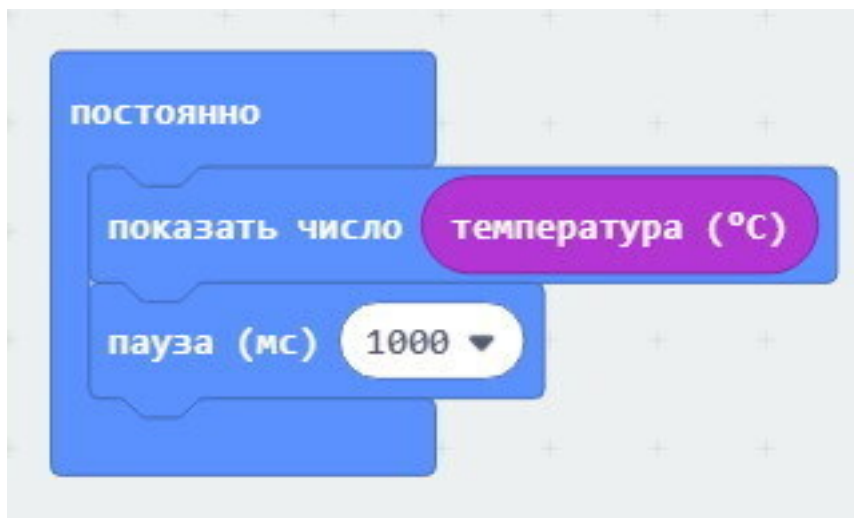 постоянно
показать число температура (°C)
пауза (мс) 1000